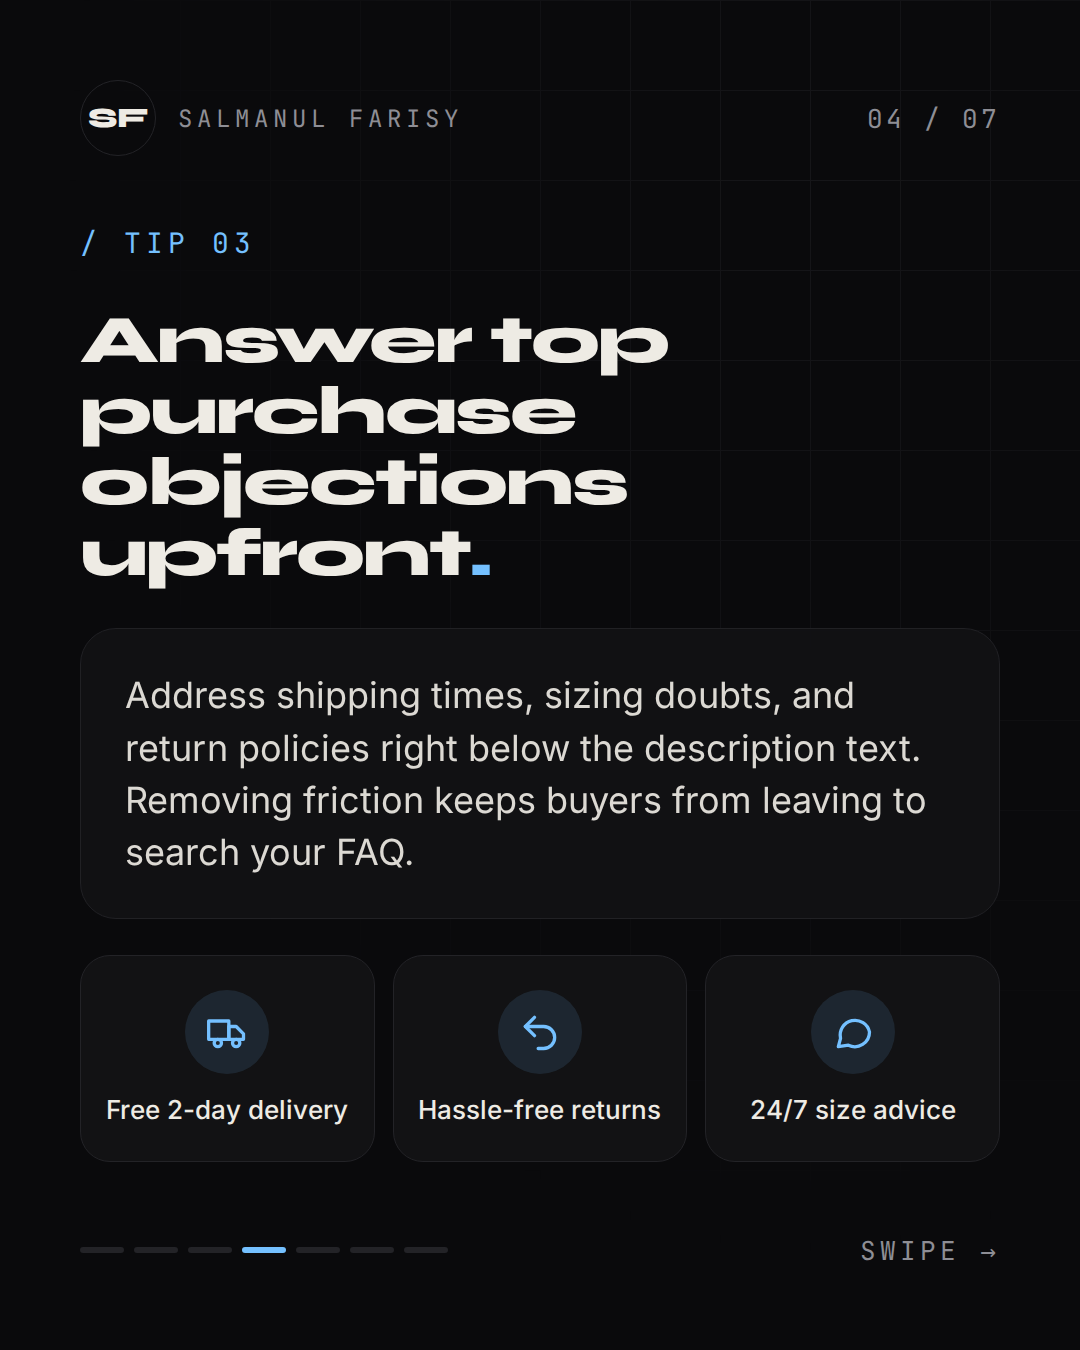 SF SALMANUL FARISY 04 / 07
/ TIP 03
Answer top
purchase
objections
upfront.
Address shipping times, sizing doubts, and
return policies right below the description text.
Removing friction keeps buyers from leaving to
search your FAQ.
Free 2-day delivery
Hassle-free returns
24/7 size advice
SWIPE →